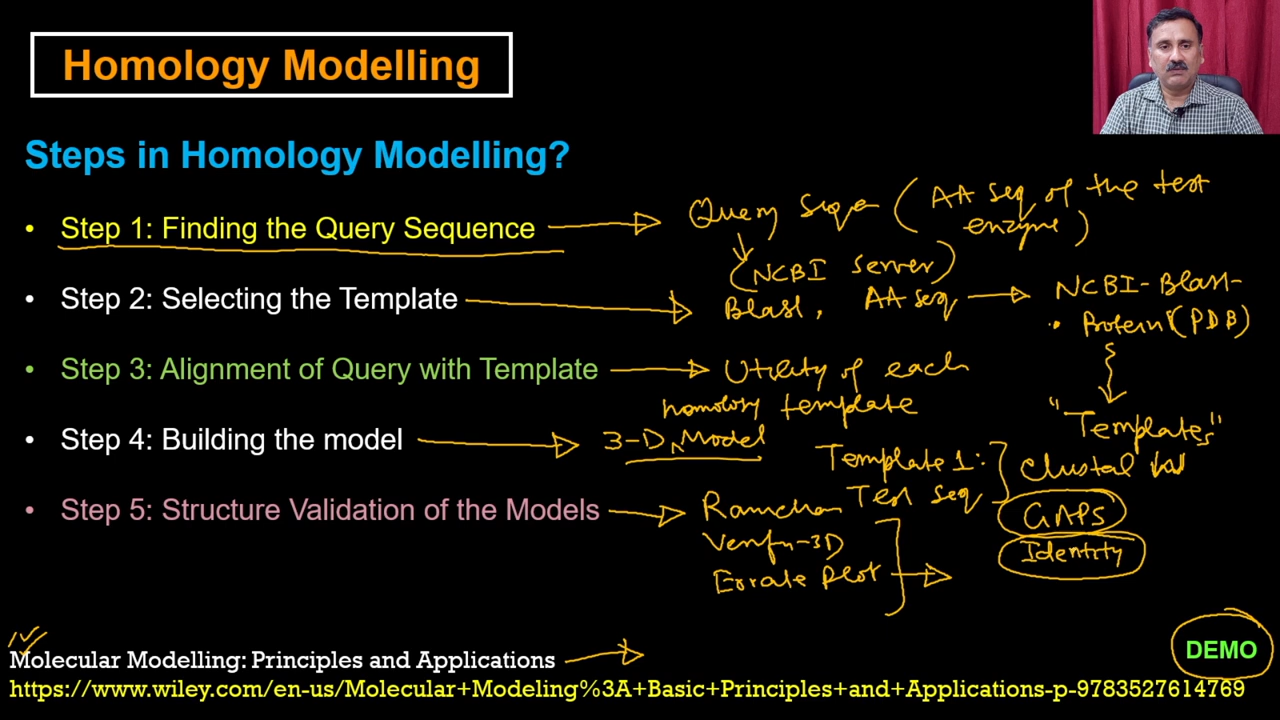 Homology Modelling
Steps in Homology Modelling?
• Step 1: Finding the Query Sequence
Query Seqe (AA Seq of the test
enzyme)
(NCBI Server)
• Step 2: Selecting the Template
Blast, AA Seq
NCBI-Blast-
Protein (PDB)
• Step 3: Alignment of Query with Template
Utility of each
homology template
"Templates"
• Step 4: Building the model
3-D Model
Template 1:
Test Seq
Clustal
GAPS
Identity
• Step 5: Structure Validation of the Models
Ramchan
Verify-3D
Errate Plot
Molecular Modelling: Principles and Applications
DEMO
https://www.wiley.com/en-us/Molecular+Modeling%3A+Basic+Principles+and+Applications-p-9783527614769